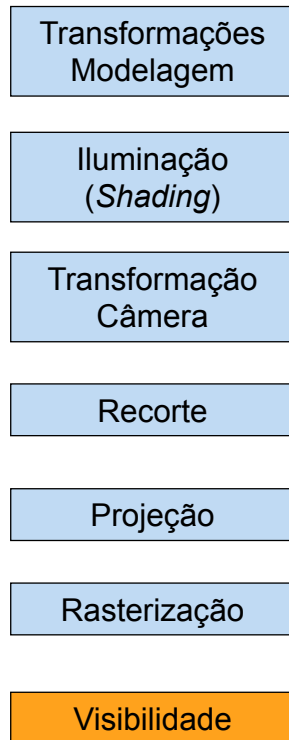 Transformações
Modelagem
Iluminação
(Shading)
Transformação
Câmera
Recorte
Projeção
Rasterização
Visibilidade